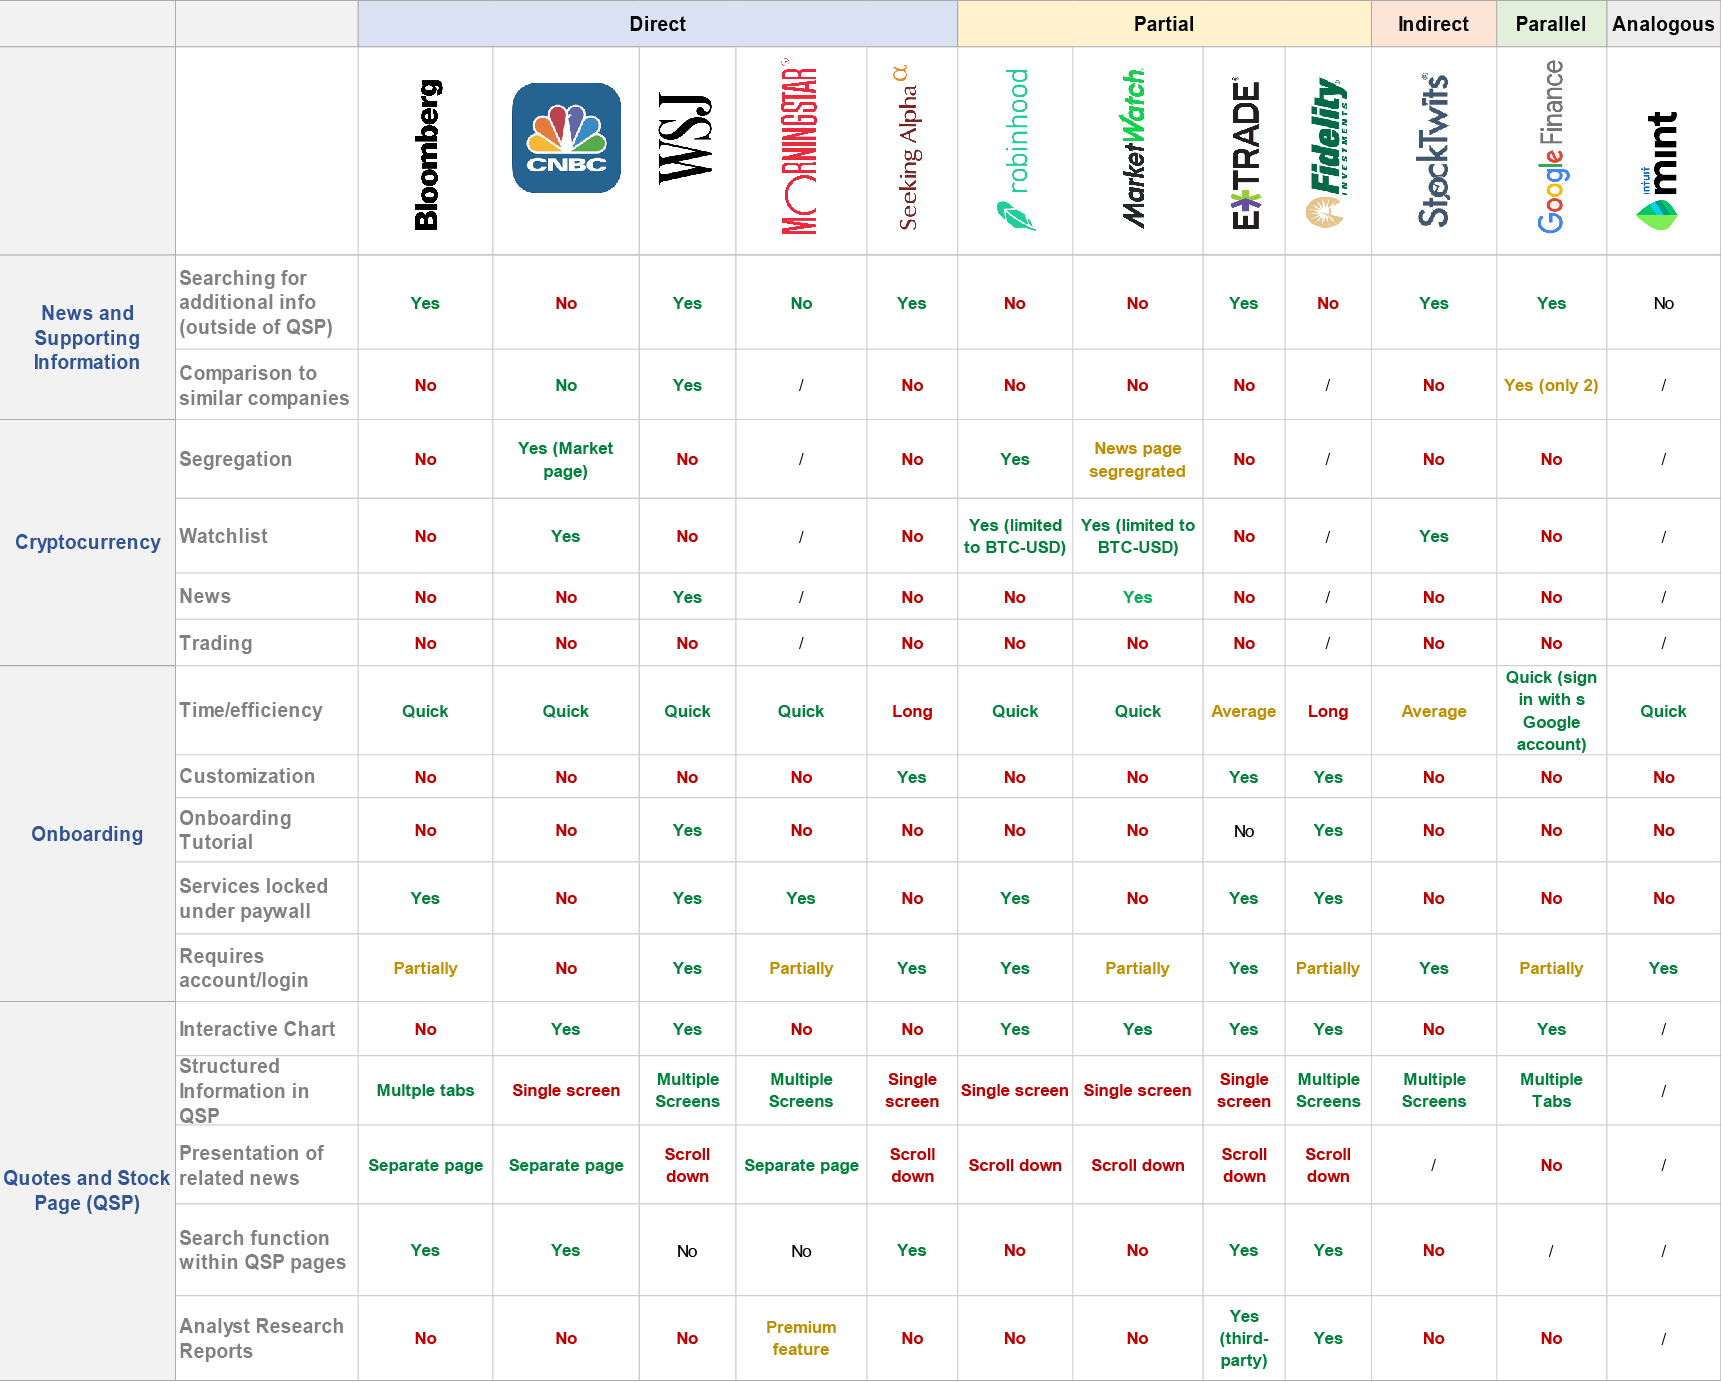 Direct
Partial
Indirect
Parallel
Analogous
Bloomberg
CNBC
WSJ
MORNINGSTAR®
Seeking Alpha α
robinhood
MarketWatch
E*TRADE®
Fidelity
INVESTMENTS
StockTwits®
Google Finance
intuit
mint
News and
Supporting
Information
Searching for
additional info
(outside of QSP)
Yes
No
Yes
No
Yes
No
No
Yes
No
Yes
Yes
No
Comparison to
similar companies
No
No
Yes
/
No
No
No
No
/
No
Yes (only 2)
/
Cryptocurrency
Segregation
No
Yes (Market
page)
No
/
No
Yes
News page
segregrated
No
/
No
No
/
Watchlist
No
Yes
No
/
No
Yes (limited
to BTC-USD)
Yes (limited to
BTC-USD)
No
/
Yes
No
/
News
No
No
Yes
/
No
No
Yes
No
/
No
No
/
Trading
No
No
No
/
No
No
No
No
/
No
No
/
Onboarding
Time/efficiency
Quick
Quick
Quick
Quick
Long
Quick
Quick
Average
Long
Average
Quick (sign
in with s
Google
account)
Quick
Customization
No
No
No
No
Yes
No
No
Yes
Yes
No
No
No
Onboarding
Tutorial
No
No
Yes
No
No
No
No
No
Yes
No
No
No
Services locked
under paywall
Yes
No
Yes
Yes
No
Yes
No
Yes
Yes
No
No
No
Requires
account/login
Partially
No
Yes
Partially
Yes
Yes
Partially
Yes
Partially
Yes
Partially
Yes
Quotes and Stock
Page (QSP)
Interactive Chart
No
Yes
Yes
No
No
Yes
Yes
Yes
Yes
No
Yes
/
Structured
Information in
QSP
Multple tabs
Single screen
Multiple
Screens
Multiple
Screens
Single
screen
Single screen
Single screen
Single
screen
Multiple
Screens
Multiple
Screens
Multiple
Tabs
/
Presentation of
related news
Separate page
Separate page
Scroll
down
Separate page
Scroll
down
Scroll down
Scroll down
Scroll
down
Scroll
down
/
No
/
Search function
within QSP pages
Yes
Yes
No
No
Yes
No
No
Yes
Yes
No
/
/
Analyst Research
Reports
No
No
No
Premium
feature
No
No
No
Yes
(third-
party)
Yes
No
No
/